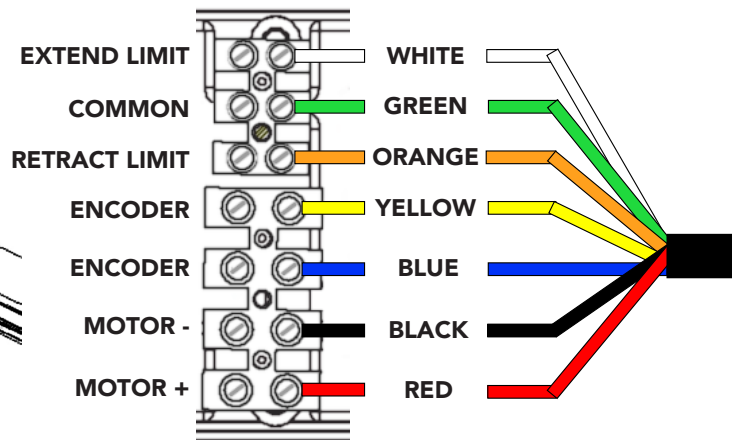 EXTEND LIMIT WHITE
COMMON GREEN
RETRACT LIMIT ORANGE
ENCODER YELLOW
ENCODER BLUE
MOTOR - BLACK
MOTOR + RED